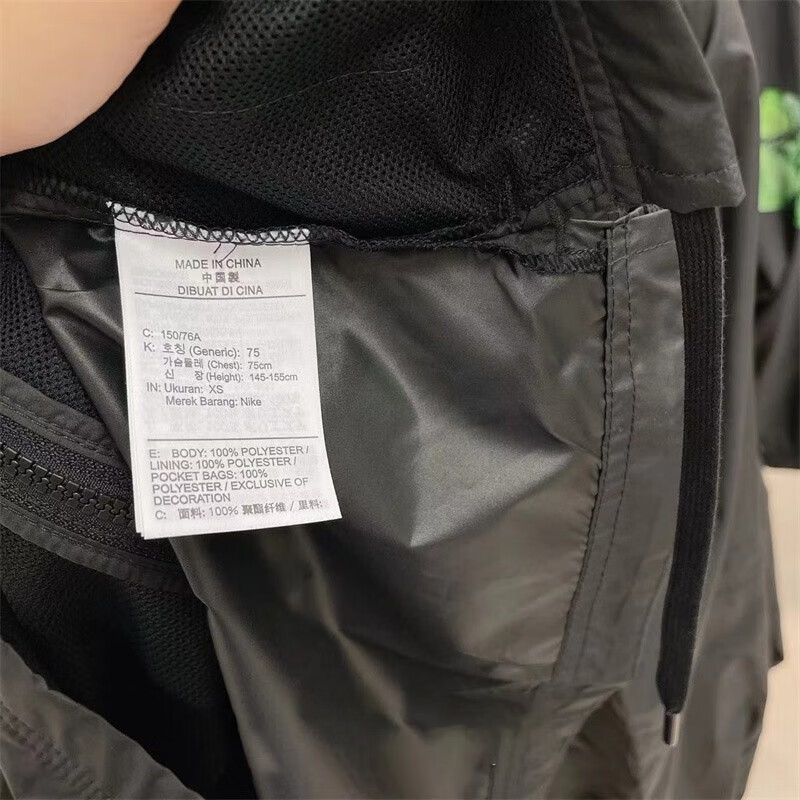 MADE IN CHINA
中国製
DIBUAT DI CINA
C: 150/76A
K: 호칭 (Generic): 75
가슴둘레 (Chest): 75cm
신 장 (Height): 145-155cm
IN: Ukuran: XS
Merek Barang: Nike
E: BODY: 100% POLYESTER /
LINING: 100% POLYESTER /
POCKET BAGS: 100%
POLYESTER / EXCLUSIVE OF
DECORATION
C: 面料: 100% 聚酯纤维 / 里料: